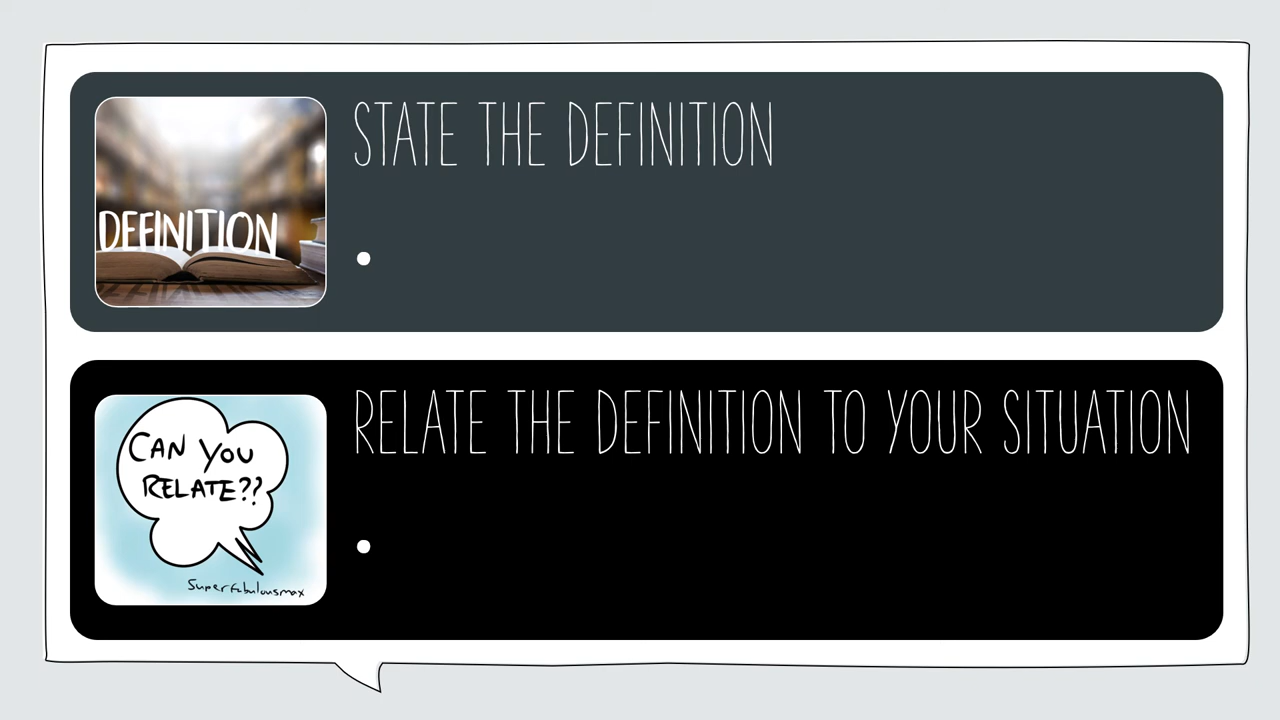 STATE THE DEFINITION
DEFINITION
•
RELATE THE DEFINITION TO YOUR SITUATION
CAN YOU
RELATE??
Superfabulousmax
•